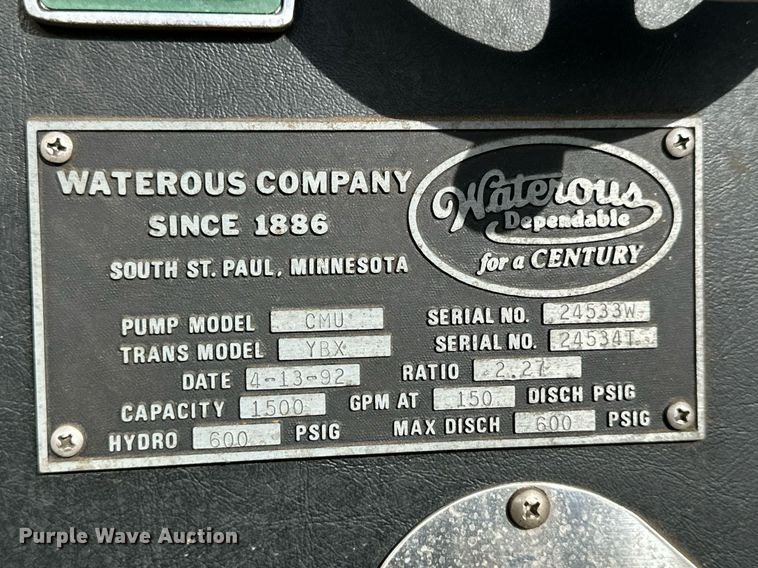 WATEROUS COMPANY
SINCE 1886
SOUTH ST. PAUL, MINNESOTA
Waterous
Dependable
for a CENTURY
PUMP MODEL CMU SERIAL NO. 24533W
TRANS MODEL YBX SERIAL NO. 24534T
DATE 4-13-92 RATIO 2.27
CAPACITY 1500 GPM AT 150 DISCH PSIG
HYDRO 600 PSIG MAX DISCH 600 PSIG
Purple Wave Auction